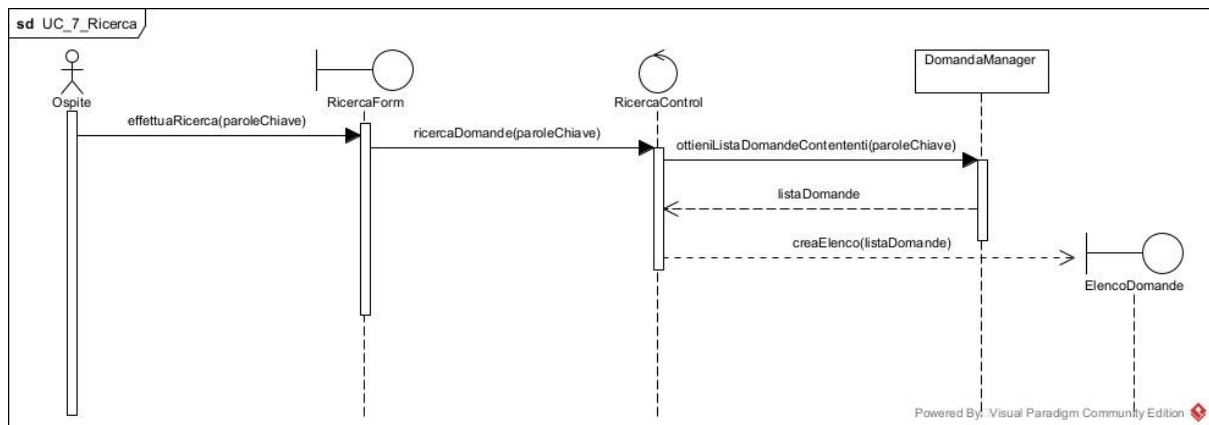 sd UC_7_Ricerca
Ospite
RicercaForm
RicercaControl
DomandaManager
effettuaRicerca(paroleChiave)
ricercaDomande(paroleChiave)
ottieniListaDomandeContententi(paroleChiave)
listaDomande
creaElenco(listaDomande)
ElencoDomande
Powered By: Visual Paradigm Community Edition